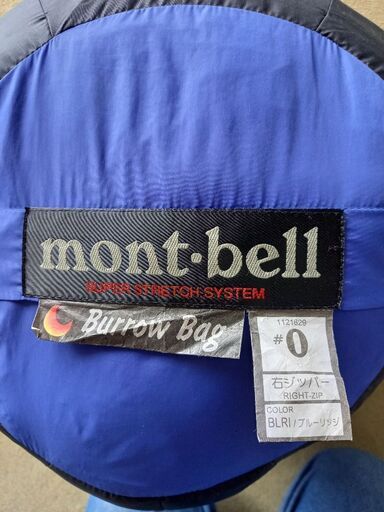 mont-bell
SUPER STRETCH SYSTEM
Burrow Bag
1121629
#0
右ジッパー
RIGHT-ZIP
COLOR
BLRI/ブルーリッジ